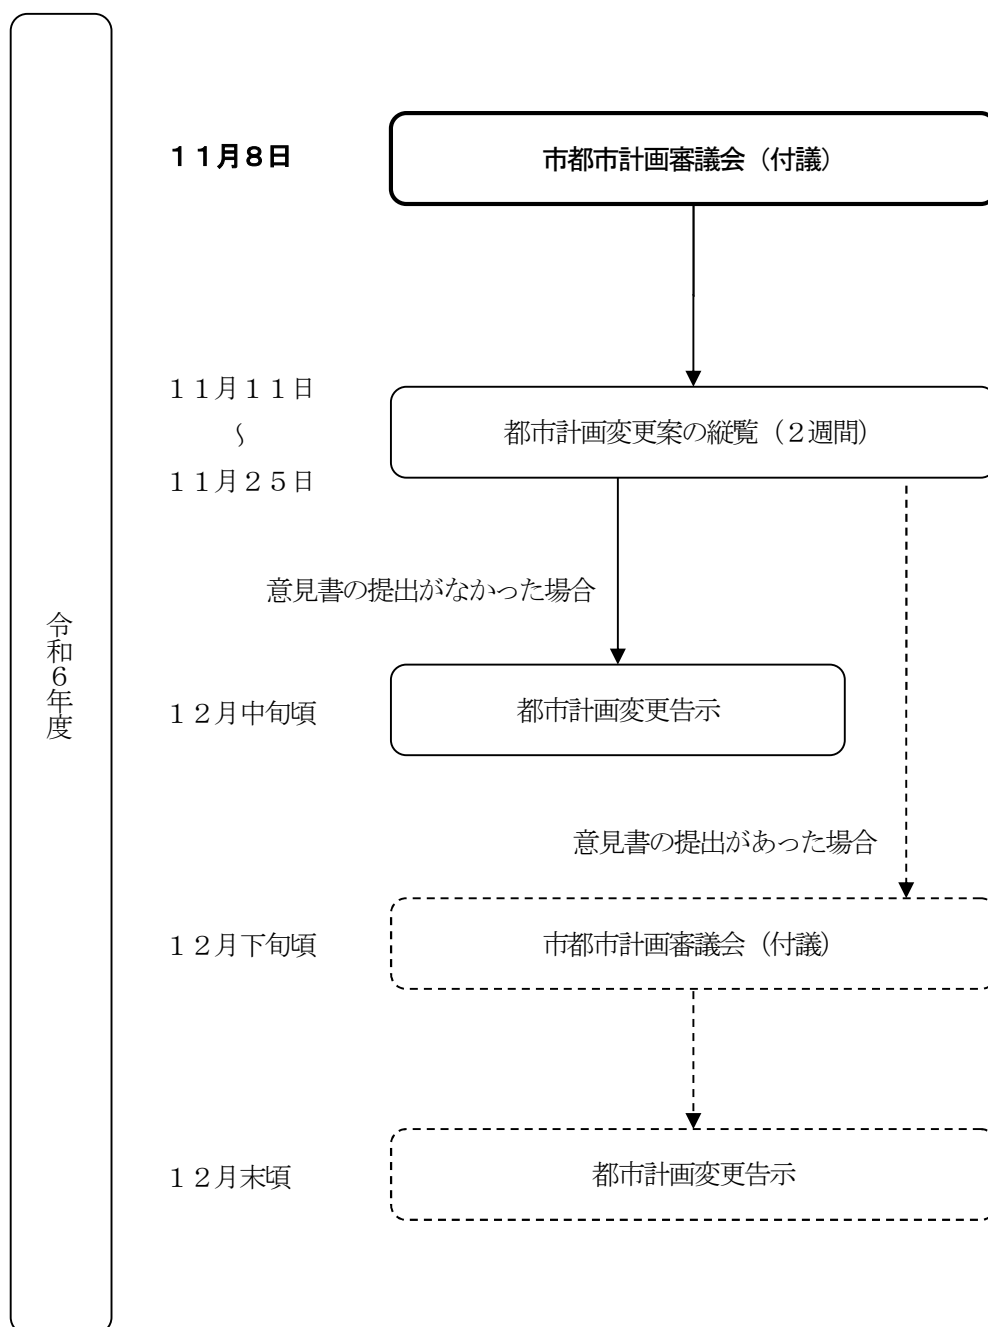 令和６年度
１１月８日
市都市計画審議会（付議）
１１月１１日
～
１１月２５日
都市計画変更案の縦覧（２週間）
意見書の提出がなかった場合
１２月中旬頃
都市計画変更告示
意見書の提出があった場合
１２月下旬頃
市都市計画審議会（付議）
１２月末頃
都市計画変更告示